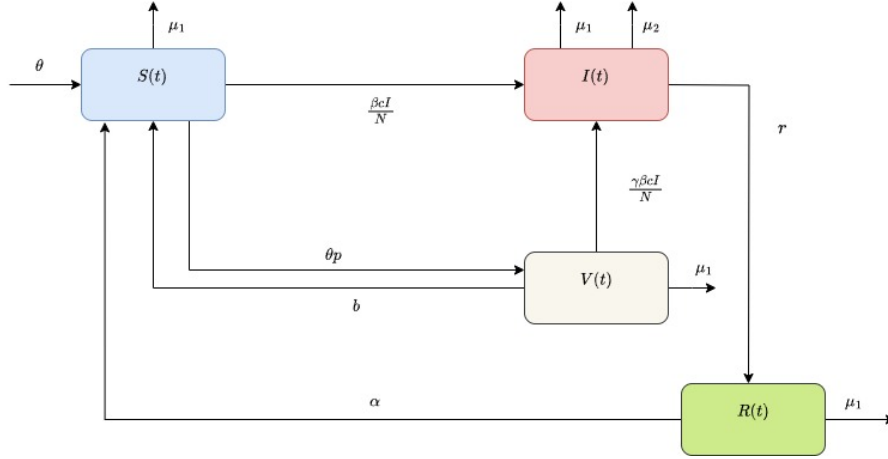 μ₁
μ₁
μ₂
θ
S(t)
I(t)
βcI
N
r
γβcI
N
θp
μ₁
V(t)
b
α
R(t)
μ₁